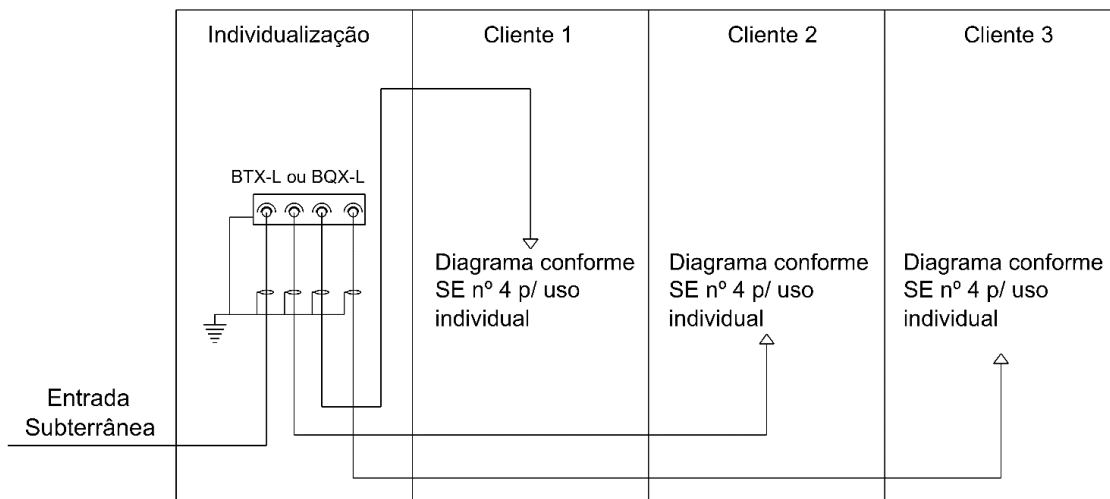 Individualização
Cliente 1
Cliente 2
Cliente 3
BTX-L ou BQX-L
Diagrama conforme
SE nº 4 p/ uso
individual
Diagrama conforme
SE nº 4 p/ uso
individual
Diagrama conforme
SE nº 4 p/ uso
individual
Entrada
Subterrânea